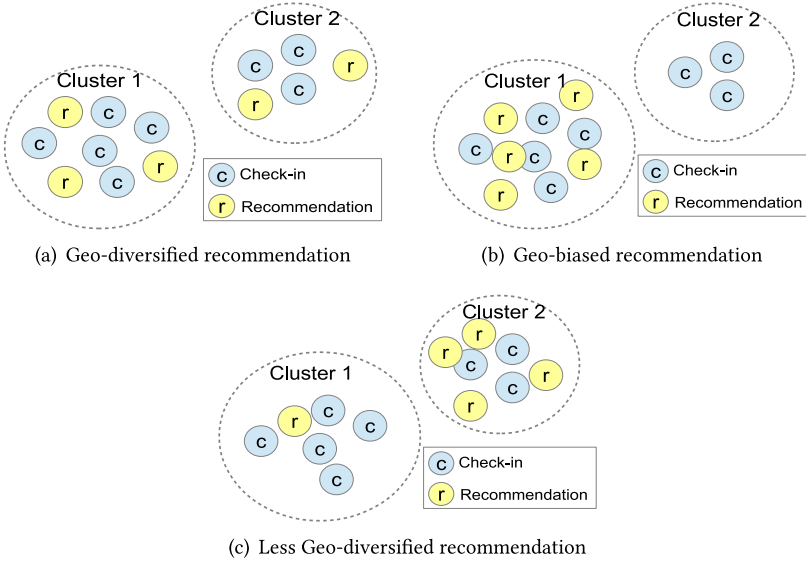 Cluster 1
r
c
c
c
c
r
r
c
Cluster 2
c
c
r
r
c
c Check-in
r Recommendation
(a) Geo-diversified recommendation
Cluster 1
r
r
c
c
c
r
c
r
r
c
Cluster 2
c
c
c
c Check-in
r Recommendation
(b) Geo-biased recommendation
Cluster 1
r
c
c
c
c
c
Cluster 2
r
r
c
c
r
c
r
c Check-in
r Recommendation
(c) Less Geo-diversified recommendation